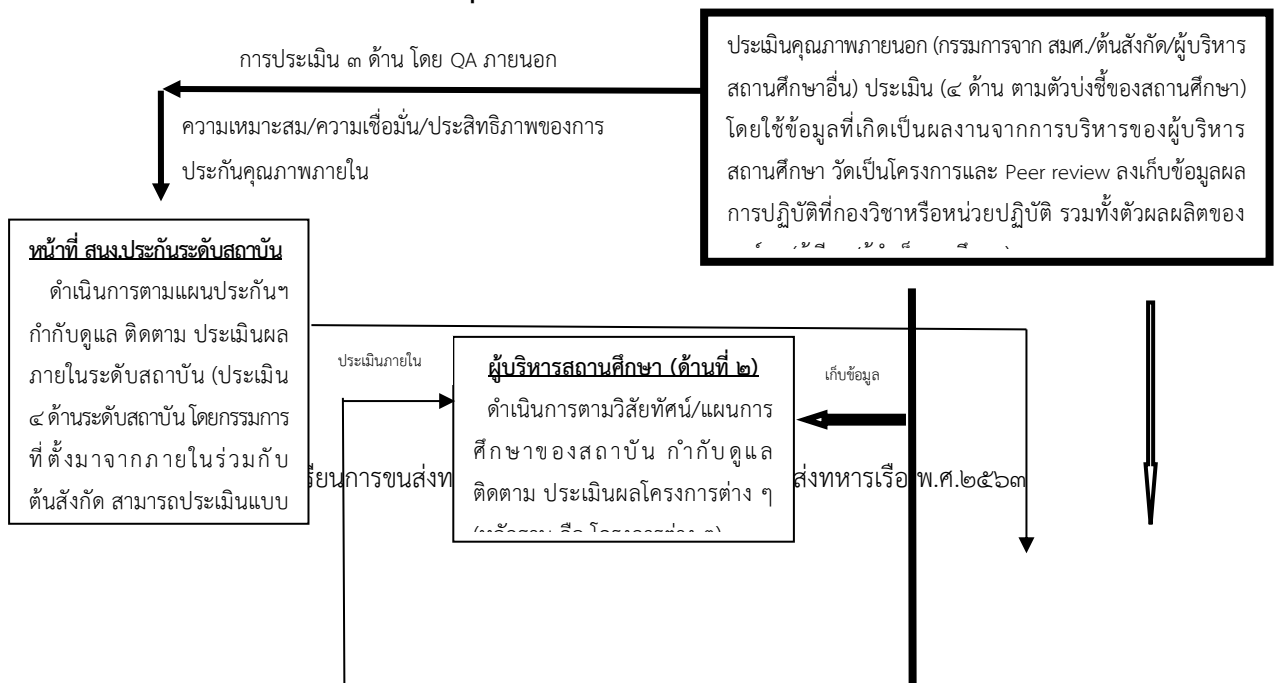 การประเมิน ๓ ด้าน โดย QA ภายนอก
ความเหมาะสม/ความเชื่อมั่น/ประสิทธิภาพของการ
ประกันคุณภาพภายใน
ประเมินคุณภาพภายนอก (กรรมการจาก สมศ./ต้นสังกัด/ผู้บริหาร
สถานศึกษาอื่น) ประเมิน (๔ ด้าน ตามตัวบ่งชี้ของสถานศึกษา)
โดยใช้ข้อมูลที่เกิดเป็นผลงานจากการบริหารของผู้บริหาร
สถานศึกษา วัดเป็นโครงการและ Peer review ลงเก็บข้อมูลผล
การปฏิบัติที่กองวิชาหรือหน่วยปฏิบัติ รวมทั้งตัวผลผลิตของ
หน้าที่ สนง.ประกันระดับสถาบัน
ดำเนินการตามแผนประกันฯ
กำกับดูแล ติดตาม ประเมินผล
ภายในระดับสถาบัน (ประเมิน
๔ ด้านระดับสถาบัน โดยกรรมการ
ที่ตั้งมาจากภายในร่วมกับ
ต้นสังกัด สามารถประเมินแบบ
ประเมินภายใน
ผู้บริหารสถานศึกษา (ด้านที่ ๒)
ดำเนินการตามวิสัยทัศน์/แผนการ
ศึกษาของสถาบัน กำกับดูแล
ติดตาม ประเมินผลโครงการต่าง ๆ
เก็บข้อมูล
รียนการขนส่งท
ส่งทหารเรือ พ.ศ.๒๕๖๓